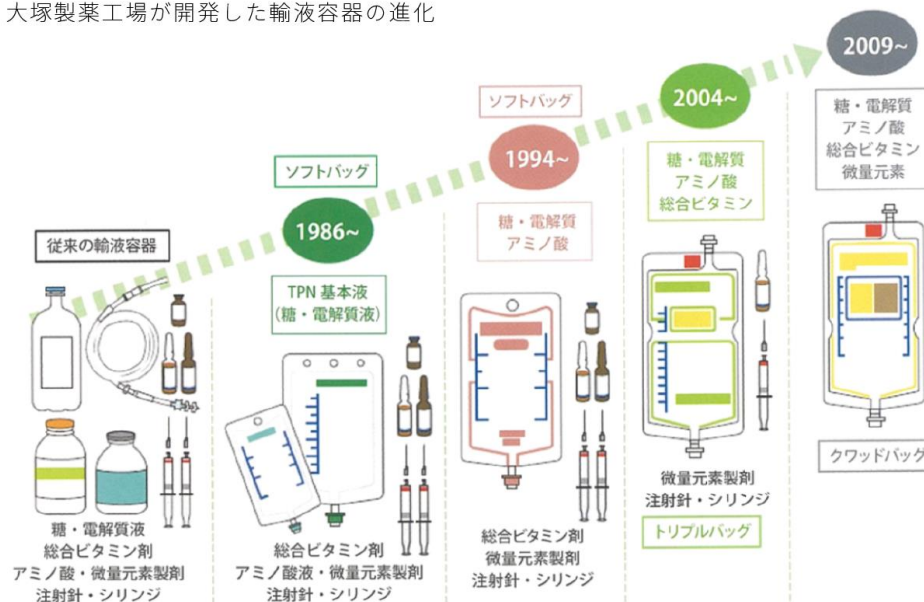 大塚製薬工場が開発した輸液容器の進化
従来の輸液容器
糖・電解質液
総合ビタミン剤
アミノ酸・微量元素製剤
注射針・シリンジ
ソフトバッグ
1986~
TPN 基本液
(糖・電解質液)
総合ビタミン剤
アミノ酸液・微量元素製剤
注射針・シリンジ
ソフトバッグ
1994~
糖・電解質
アミノ酸
総合ビタミン剤
微量元素製剤
注射針・シリンジ
2004~
糖・電解質
アミノ酸
総合ビタミン
微量元素製剤
注射針・シリンジ
トリプルバッグ
2009~
糖・電解質
アミノ酸
総合ビタミン
微量元素
クワッドバッグ